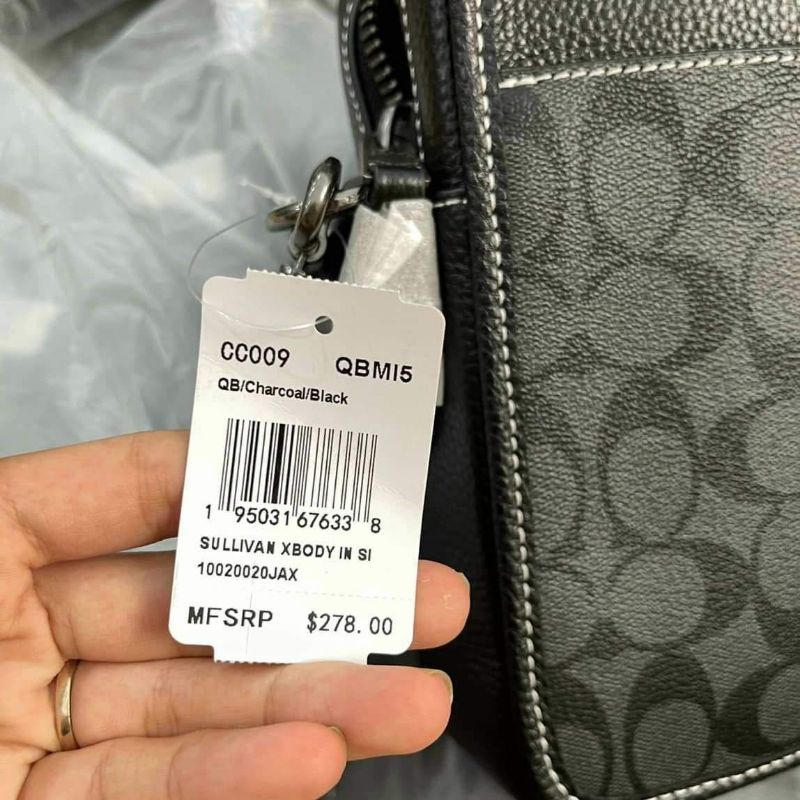 CC009 QBMI5
QB/Charcoal/Black
1 95031 67633 8
SULLIVAN XBODY IN SI
10020020JAX
MFSRP $278.00